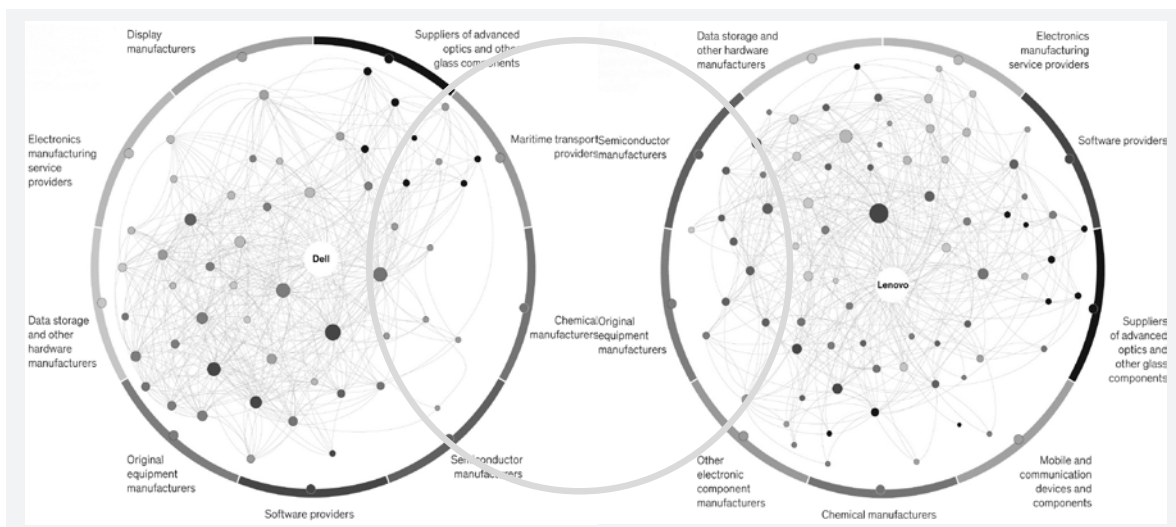 Display
manufacturers
Suppliers of advanced
optics and other
glass components
Electronics
manufacturing
service
providers
Maritime transport
providers
Dell
Data storage
and other
hardware
manufacturers
Chemical
manufacturers
Original
equipment
manufacturers
Semiconductor
manufacturers
Software providers
Data storage and
other hardware
manufacturers
Electronics
manufacturing
service providers
Semiconductor
manufacturers
Software providers
Lenovo
Original
equipment
manufacturers
Suppliers
of advanced
optics and
other glass
components
Other
electronic
component
manufacturers
Mobile and
communication
devices and
components
Chemical manufacturers